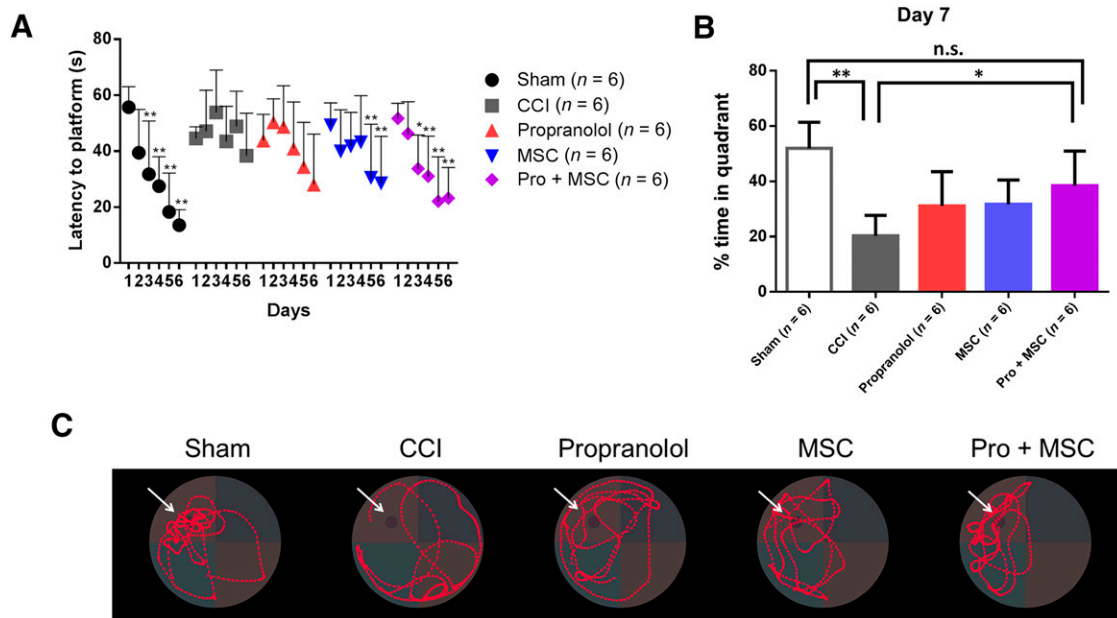 A
Latency to platform (s)
80
60
40
20
0
** ** ** ** **
** **
* ** ** **
123456 123456 123456 123456 123456
Days
Sham (n = 6)
CCI (n = 6)
Propranolol (n = 6)
MSC (n = 6)
Pro + MSC (n = 6)
B
Day 7
n.s.
**
*
% time in quadrant
80
60
40
20
0
Sham (n = 6)
CCI (n = 6)
Propranolol (n = 6)
MSC (n = 6)
Pro + MSC (n = 6)
C
Sham CCI Propranolol MSC Pro + MSC